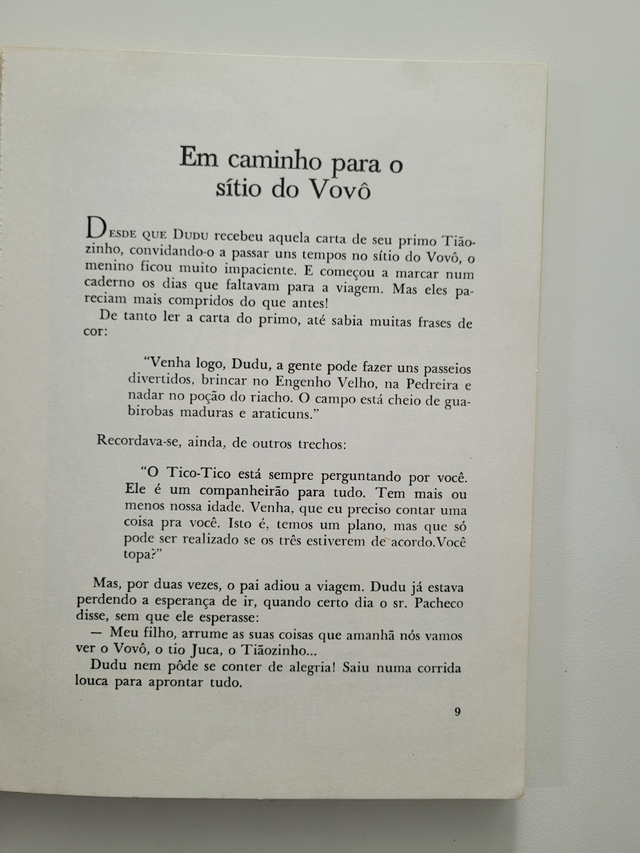 Em caminho para o
sítio do Vovô
DESDE QUE DUDU recebeu aquela carta de seu primo Tião-
zinho, convidando-o a passar uns tempos no sítio do Vovô, o
menino ficou muito impaciente. E começou a marcar num
caderno os dias que faltavam para a viagem. Mas eles pa-
reciam mais compridos do que antes!
De tanto ler a carta do primo, até sabia muitas frases de
cor:
“Venha logo, Dudu, a gente pode fazer uns passeios
divertidos, brincar no Engenho Velho, na Pedreira e
nadar no poção do riacho. O campo está cheio de gua-
birobas maduras e araticuns.”
Recordava-se, ainda, de outros trechos:
“O Tico-Tico está sempre perguntando por você.
Ele é um companheirão para tudo. Tem mais ou
menos nossa idade. Venha, que eu preciso contar uma
coisa pra você. Isto é, temos um plano, mas que só
pode ser realizado se os três estiverem de acordo.Você
topa?”
Mas, por duas vezes, o pai adiou a viagem. Dudu já estava
perdendo a esperança de ir, quando certo dia o sr. Pacheco
disse, sem que ele esperasse:
— Meu filho, arrume as suas coisas que amanhã nós vamos
ver o Vovô, o tio Juca, o Tiãozinho...
Dudu nem pôde se conter de alegria! Saiu numa corrida
louca para aprontar tudo.
9